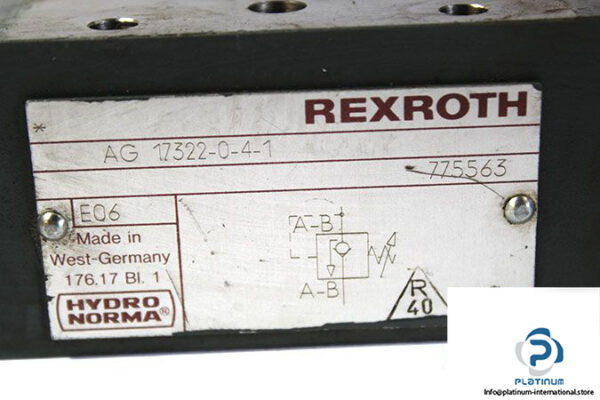 REXROTH
*
AG 17322-0-4-1
775563
E06
Made in
West-Germany
176.17 Bl. 1
HYDRO
NORMA®
A-B
A-B
R
40
PLATINUM
Info@platinum-international.store